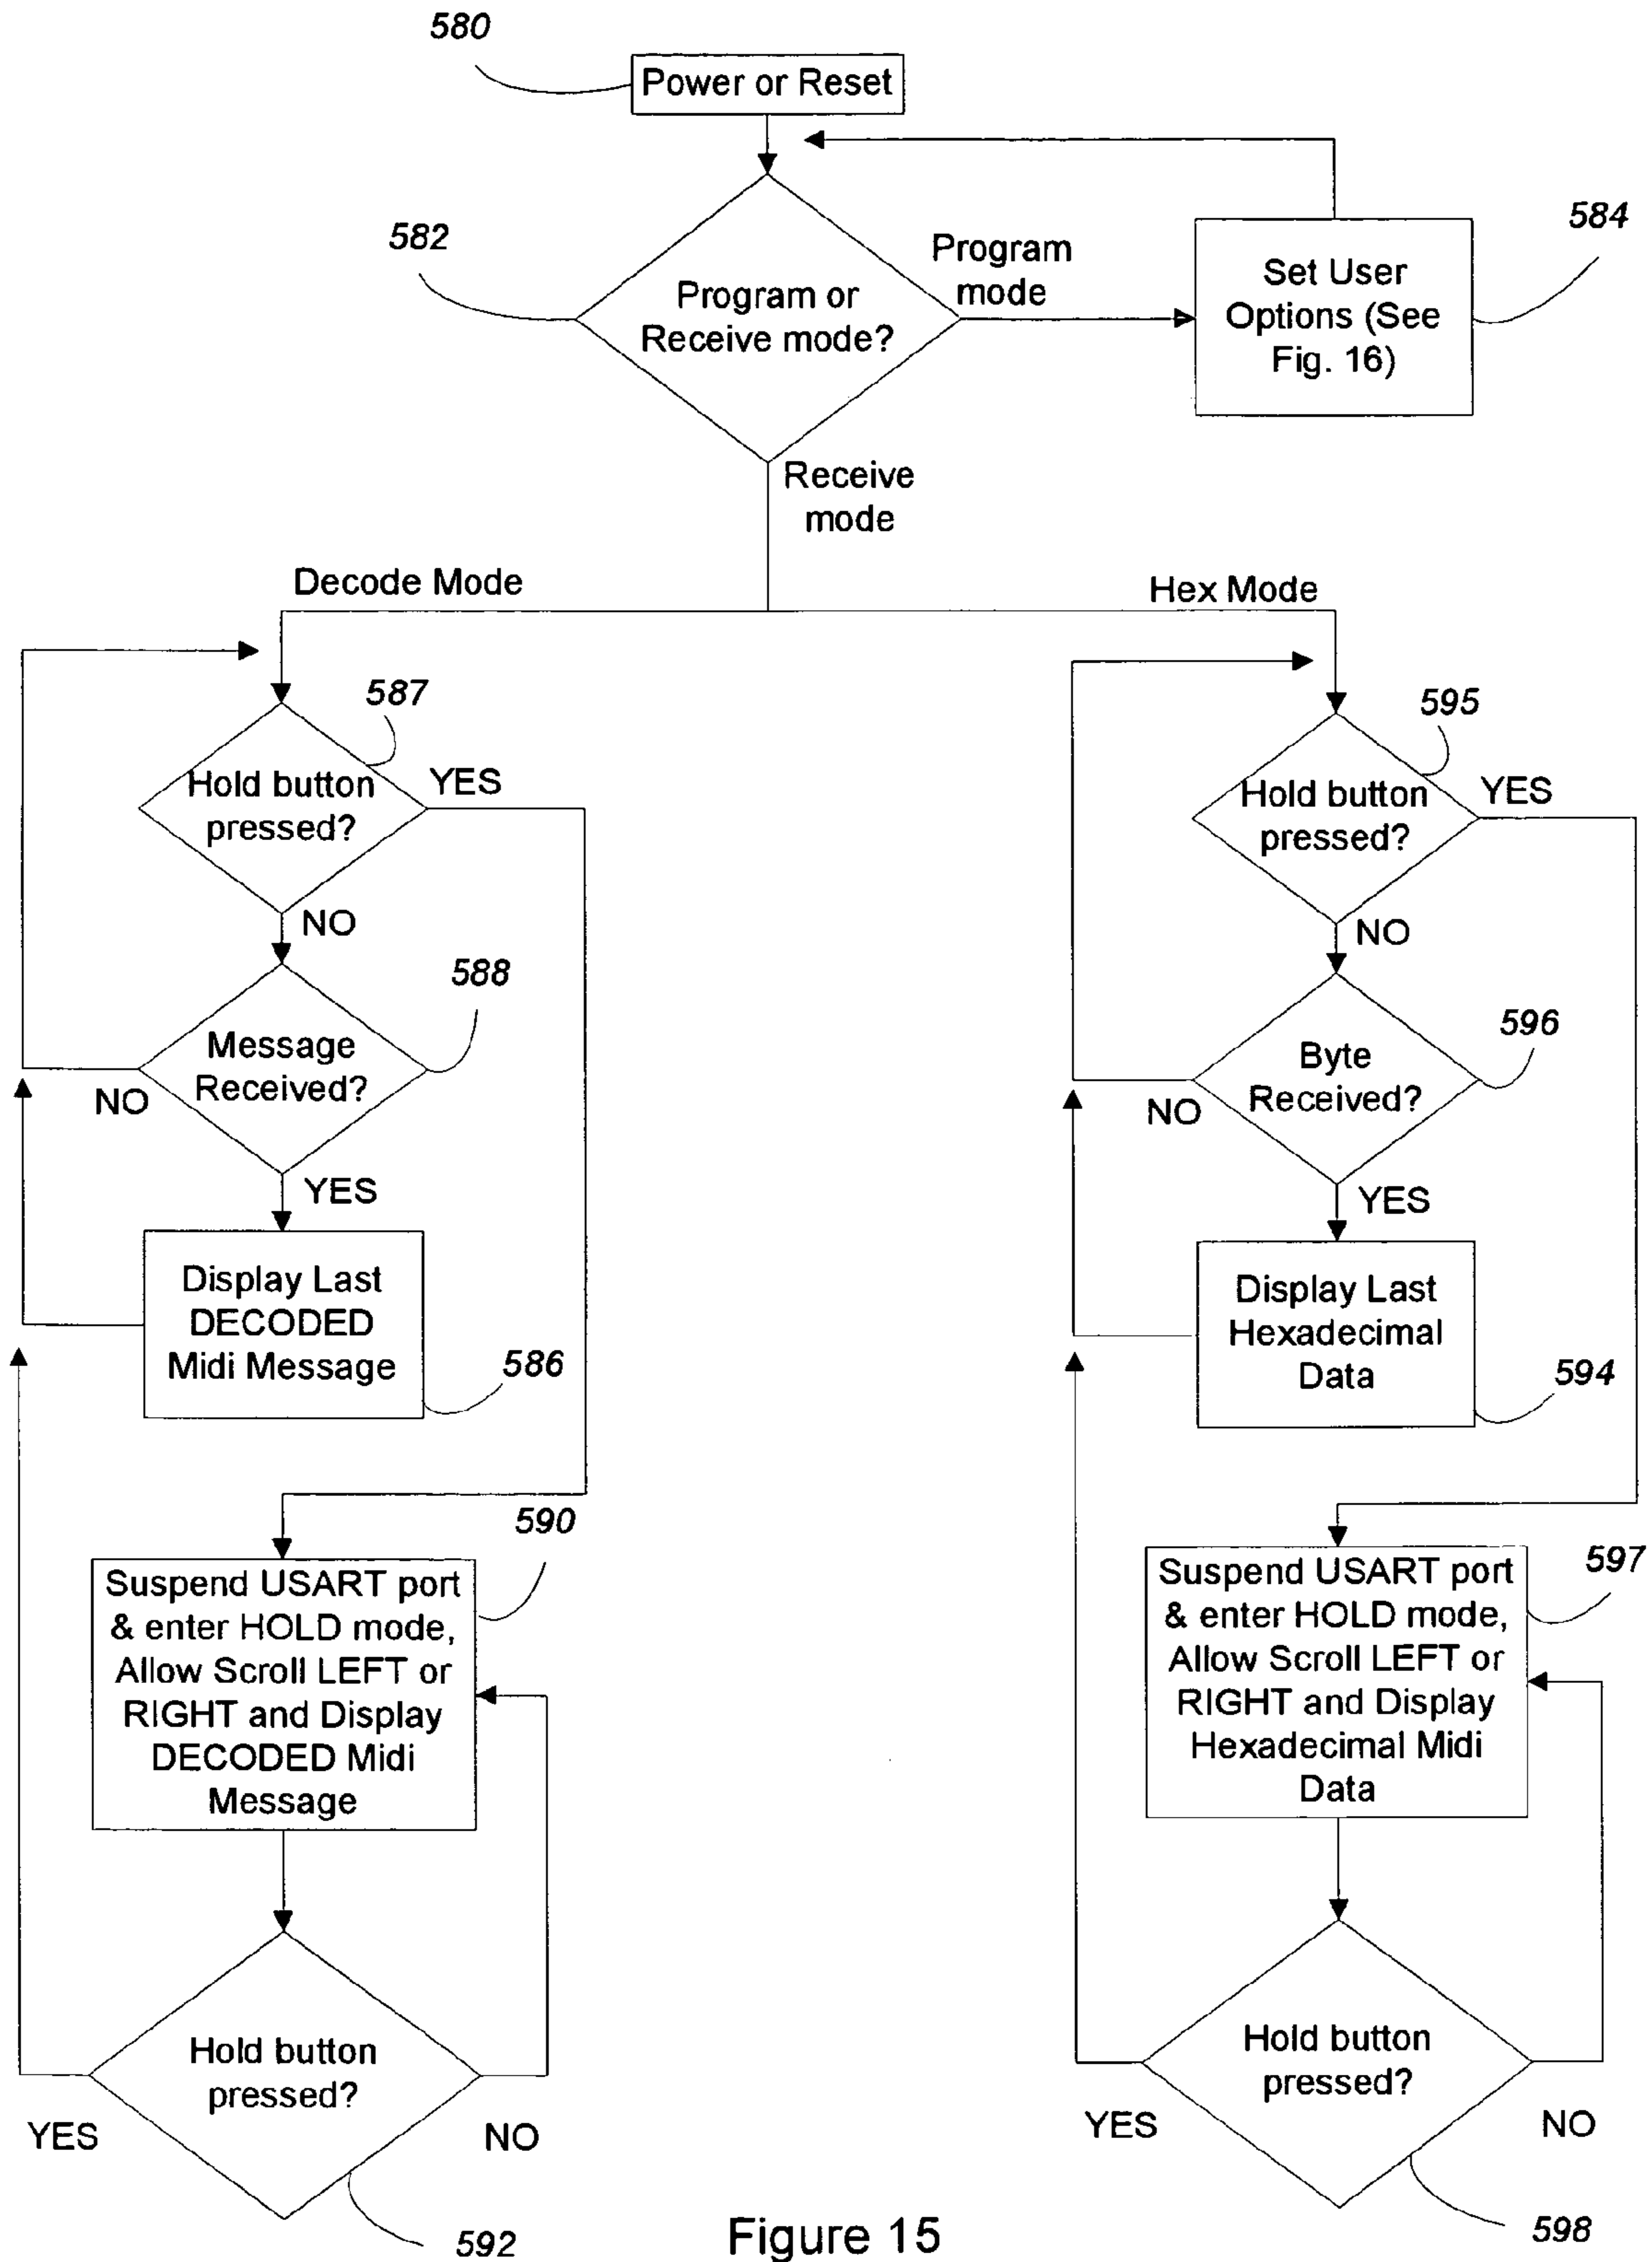 580
Power or Reset
582
Program or
Receive mode?
Program
mode
584
Set User
Options (See
Fig. 16)
Receive
mode
Decode Mode
Hex Mode
587
Hold button
pressed?
YES
NO
588
Message
Received?
NO
YES
Display Last
DECODED
Midi Message
586
590
Suspend USART port
& enter HOLD mode,
Allow Scroll LEFT or
RIGHT and Display
DECODED Midi
Message
Hold button
pressed?
YES
NO
592
595
Hold button
pressed?
YES
NO
596
Byte
Received?
NO
YES
Display Last
Hexadecimal
Data
594
597
Suspend USART port
& enter HOLD mode,
Allow Scroll LEFT or
RIGHT and Display
Hexadecimal Midi
Data
Hold button
pressed?
YES
NO
598
Figure 15